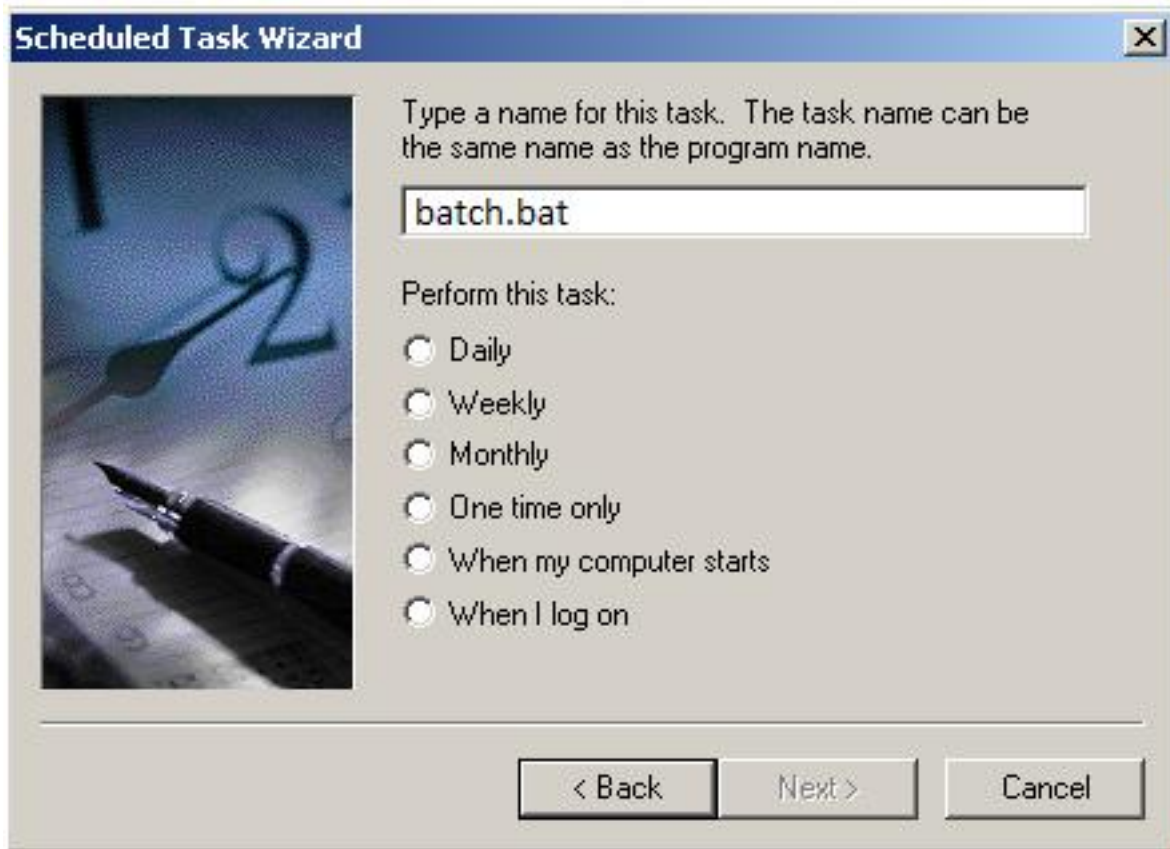 Scheduled Task Wizard
Type a name for this task. The task name can be
the same name as the program name.
batch.bat
Perform this task:
Daily
Weekly
Monthly
One time only
When my computer starts
When I log on
< Back
Next >
Cancel